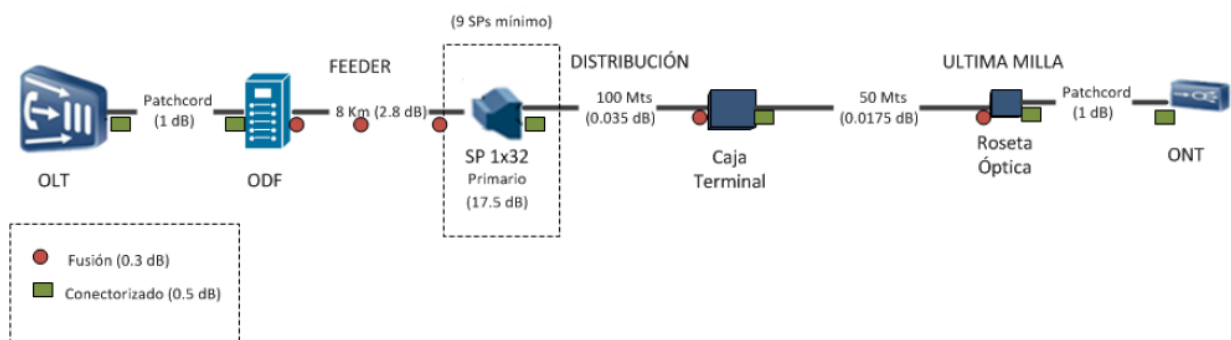 (9 SPs mínimo)
FEEDER
DISTRIBUCIÓN
ULTIMA MILLA
Patchcord
(1 dB)
8 Km (2.8 dB)
100 Mts
(0.035 dB)
50 Mts
(0.0175 dB)
Patchcord
(1 dB)
OLT
ODF
SP 1x32
Primario
(17.5 dB)
Caja
Terminal
Roseta
Óptica
ONT
Fusión (0.3 dB)
Conectorizado (0.5 dB)